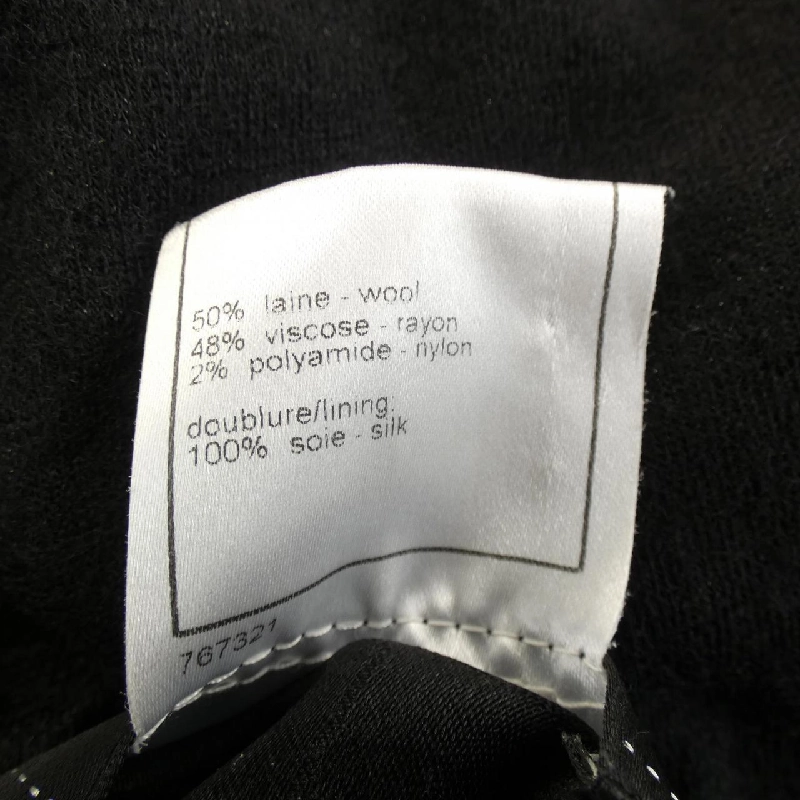 50% laine - wool
48% viscose - rayon
2% polyamide - nylon
doublure/lining:
100% soie - silk
767321